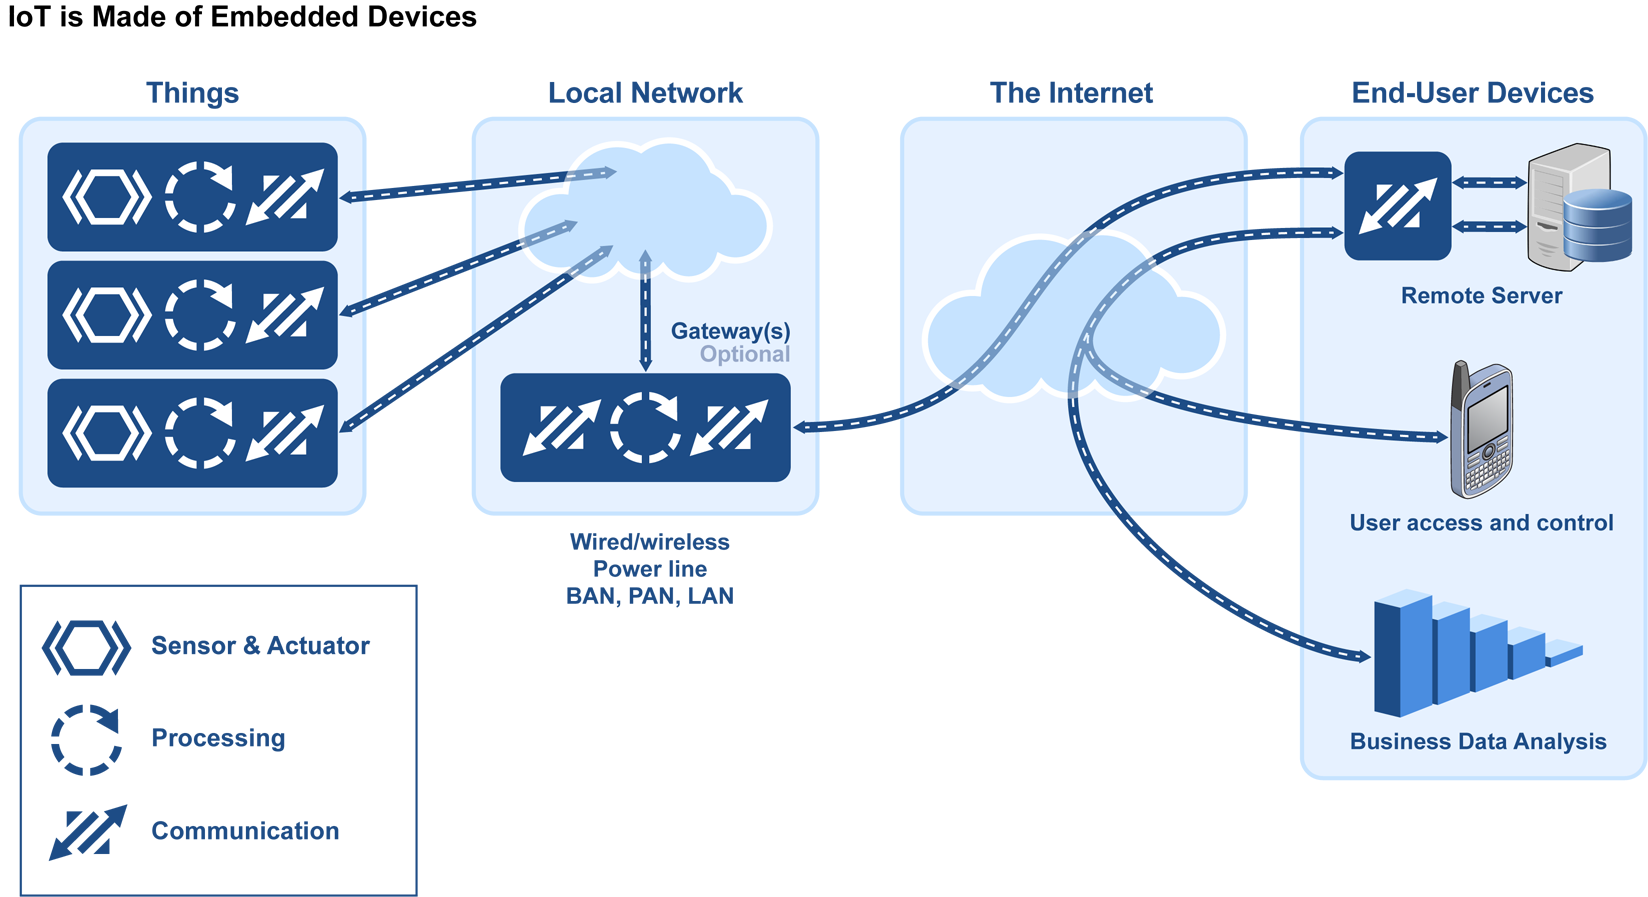 IoT is Made of Embedded Devices
Things
Local Network
The Internet
End-User Devices
Gateway(s)
Optional
Wired/wireless
Power line
BAN, PAN, LAN
Remote Server
User access and control
Business Data Analysis
Sensor & Actuator
Processing
Communication